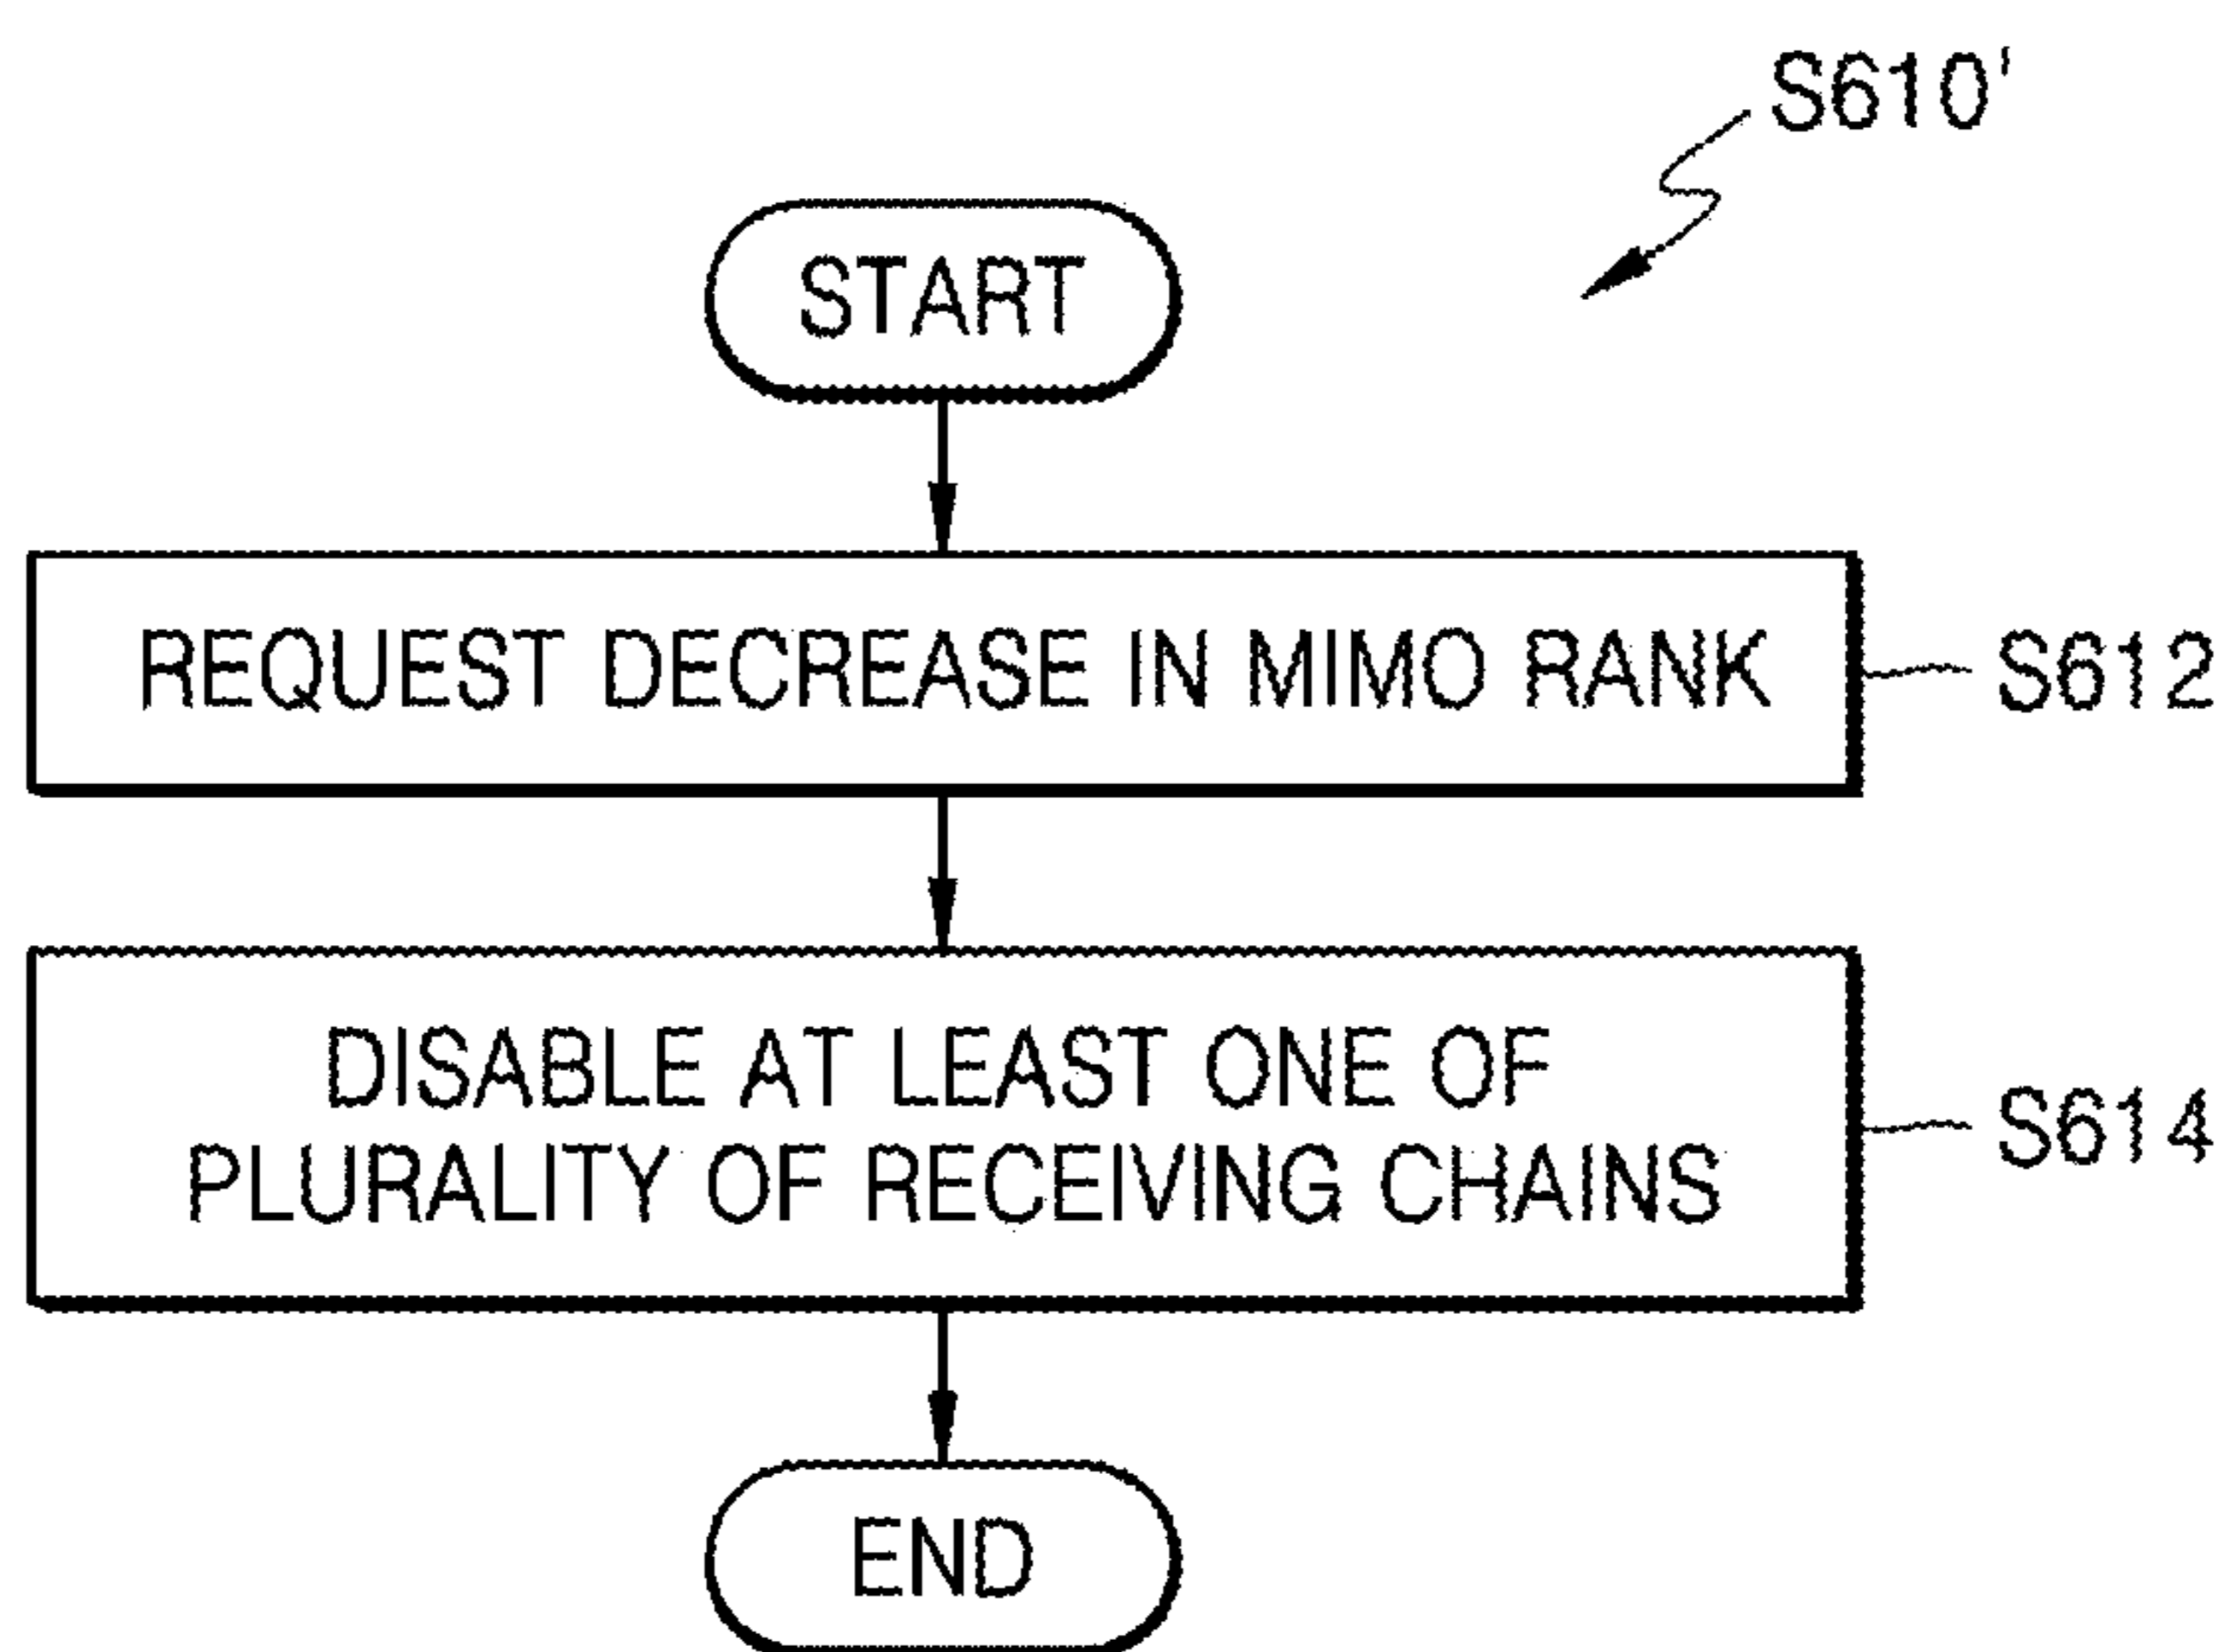 S610'
START
REQUEST DECREASE IN MIMO RANK
S612
DISABLE AT LEAST ONE OF
PLURALITY OF RECEIVING CHAINS
S614
END